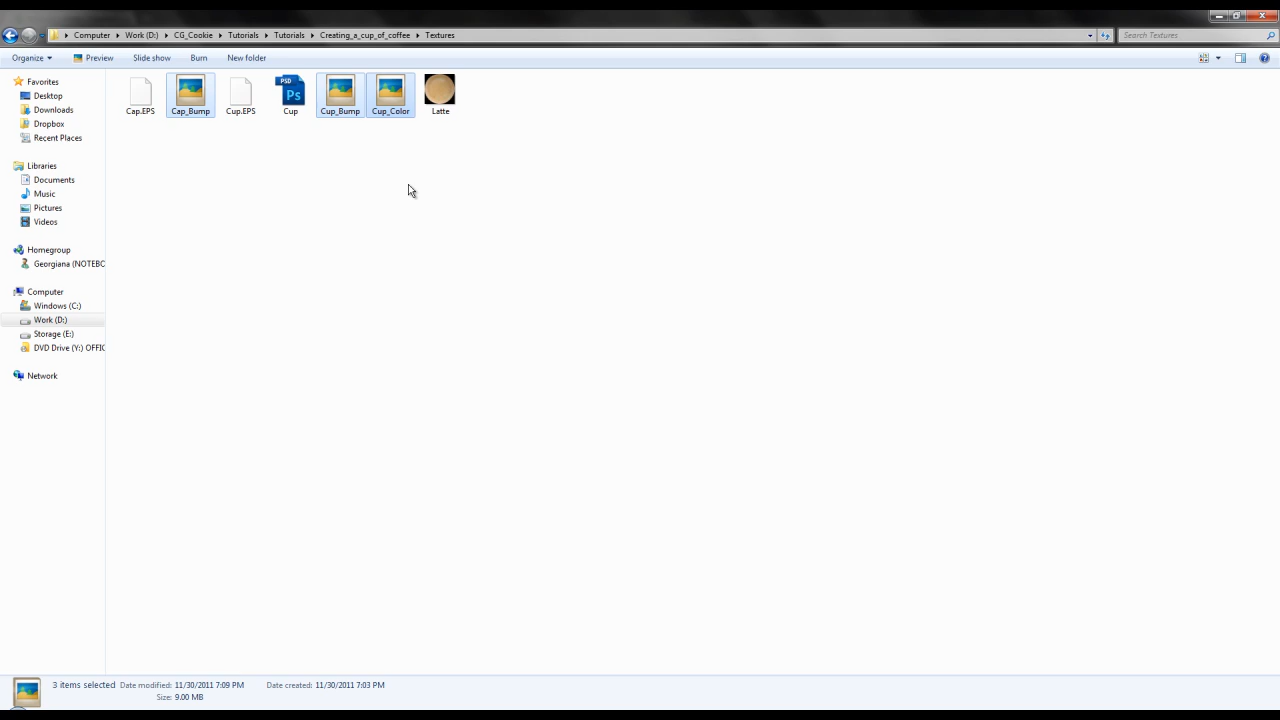 Computer Work (D:) CG_Cookie Tutorials Tutorials Creating_a_cup_of_coffee Textures Search Textures
Organize Preview Slide show Burn New folder
Favorites
Desktop
Downloads
Dropbox
Recent Places
Libraries
Documents
Music
Pictures
Videos
Homegroup
Georgiana (NOTEBC
Computer
Windows (C:)
Work (D:)
Storage (E:)
DVD Drive (Y:) OFFIC
Network
PSD
Ps
Cap.EPS Cap_Bump Cup.EPS Cup Cup_Bump Cup_Color Latte
3 items selected Date modified: 11/30/2011 7:09 PM Date created: 11/30/2011 7:03 PM
Size: 9.00 MB